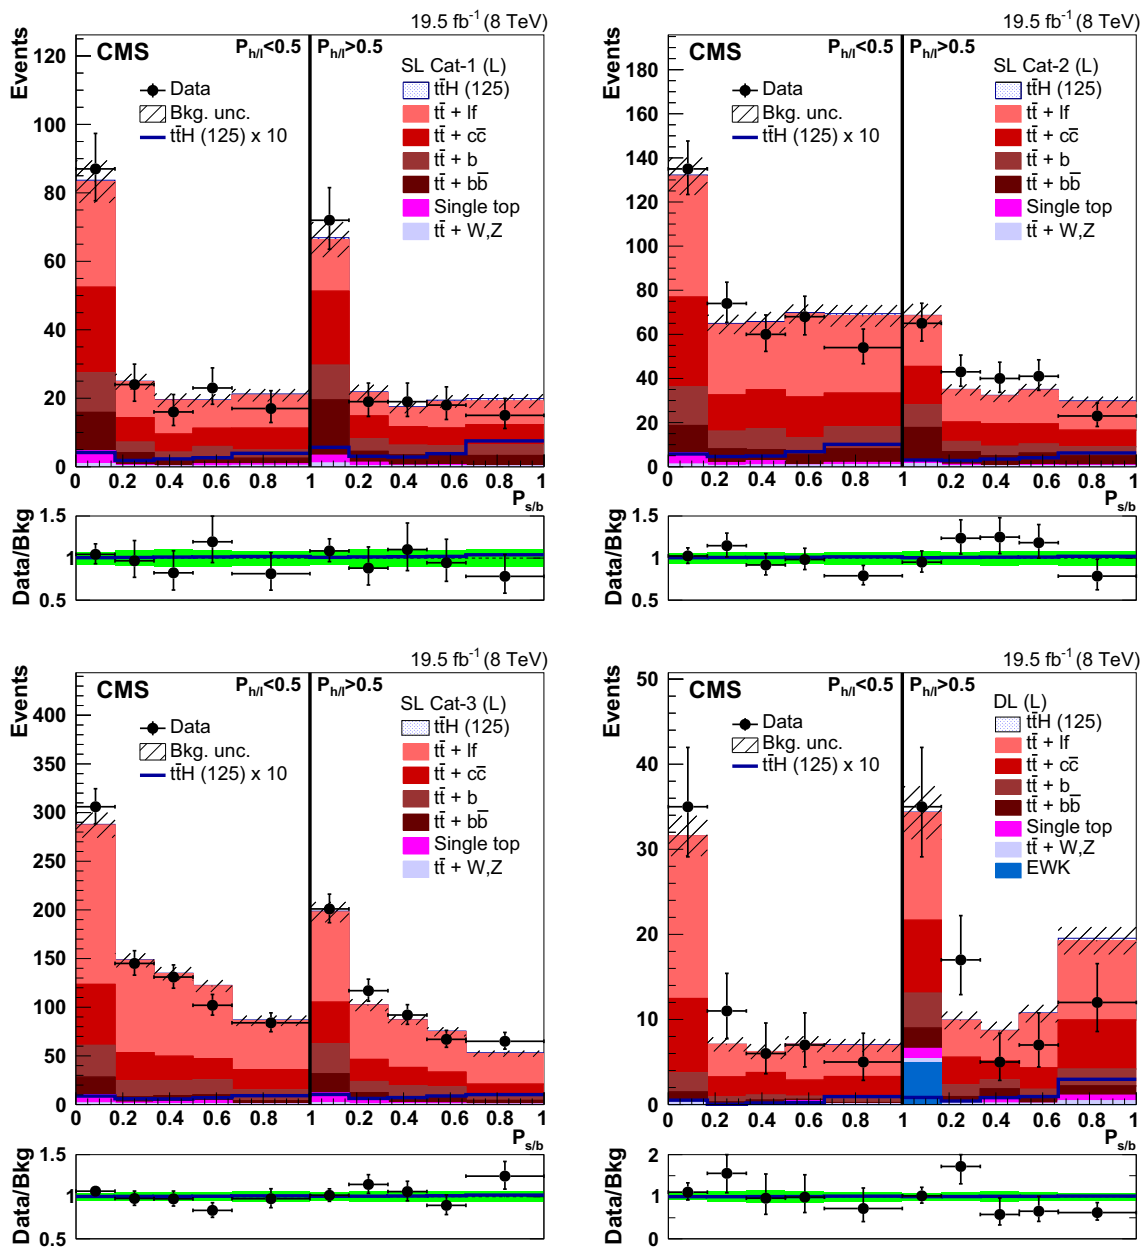 19.5 fb⁻¹ (8 TeV)
Events
120
100
80
60
40
20
0
CMS
P_{h/l}<0.5
P_{h/l}>0.5
Data
Bkg. unc.
tt̄H (125) x 10
SL Cat-1 (L)
tt̄H (125)
tt̄ + lf
tt̄ + cc̄
tt̄ + b
tt̄ + bb̄
Single top
tt̄ + W,Z
0 0.2 0.4 0.6 0.8 1 0.2 0.4 0.6 0.8 1
P_{s/b}
Data/Bkg
1.5
1
0.5
19.5 fb⁻¹ (8 TeV)
Events
180
160
140
120
100
80
60
40
20
0
CMS
P_{h/l}<0.5
P_{h/l}>0.5
Data
Bkg. unc.
tt̄H (125) x 10
SL Cat-2 (L)
tt̄H (125)
tt̄ + lf
tt̄ + cc̄
tt̄ + b
tt̄ + bb̄
Single top
tt̄ + W,Z
0 0.2 0.4 0.6 0.8 1 0.2 0.4 0.6 0.8 1
P_{s/b}
Data/Bkg
1.5
1
0.5
19.5 fb⁻¹ (8 TeV)
Events
400
350
300
250
200
150
100
50
0
CMS
P_{h/l}<0.5
P_{h/l}>0.5
Data
Bkg. unc.
tt̄H (125) x 10
SL Cat-3 (L)
tt̄H (125)
tt̄ + lf
tt̄ + cc̄
tt̄ + b
tt̄ + bb̄
Single top
tt̄ + W,Z
0 0.2 0.4 0.6 0.8 1 0.2 0.4 0.6 0.8 1
P_{s/b}
Data/Bkg
1.5
1
0.5
19.5 fb⁻¹ (8 TeV)
Events
50
40
30
20
10
0
CMS
P_{h/l}<0.5
P_{h/l}>0.5
Data
Bkg. unc.
tt̄H (125) x 10
DL (L)
tt̄H (125)
tt̄ + lf
tt̄ + cc̄
tt̄ + b
tt̄ + bb̄
Single top
tt̄ + W,Z
EWK
0 0.2 0.4 0.6 0.8 1 0.2 0.4 0.6 0.8 1
P_{s/b}
Data/Bkg
2
1
0